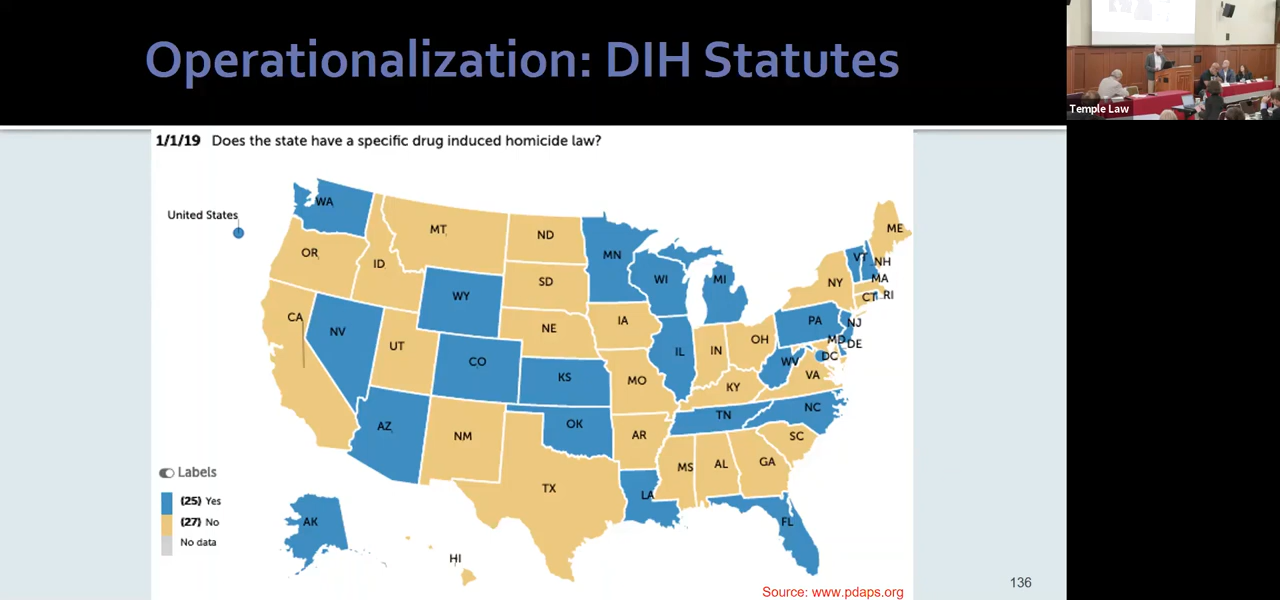 Operationalization: DIH Statutes
Temple Law
1/1/19 Does the state have a specific drug induced homicide law?
United States
WA
MT
ND
MN
ME
OR
ID
SD
WI
MI
VT
NH
NY
MA
WY
CT
RI
CA
NV
UT
NE
IA
PA
NJ
CO
IL
IN
OH
MD
DE
DC
WV
KS
MO
KY
VA
AZ
NM
OK
AR
TN
NC
SC
TX
MS
AL
GA
LA
FL
AK
HI
Labels
(25) Yes
(27) No
No data
136
Source: www.pdaps.org